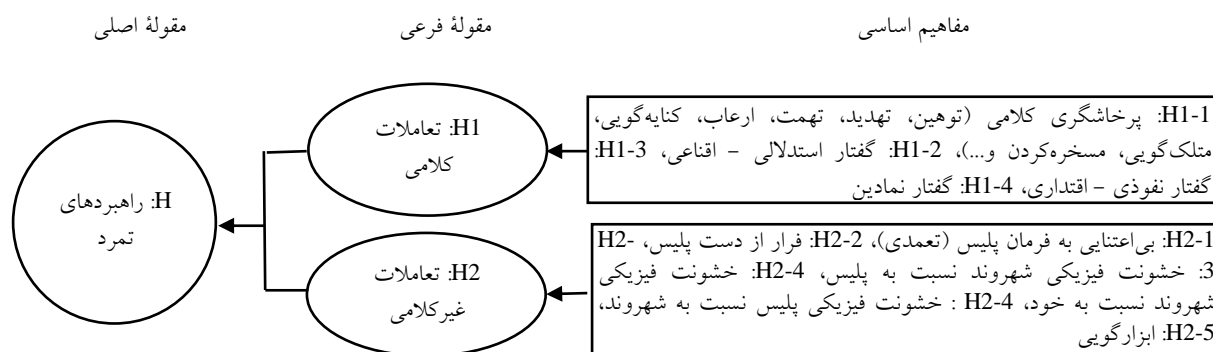 مفاهیم اساسی
مقولهٔ فرعی
مقولهٔ اصلی
H1-1: پرخاشگری کلامی (توهین، تهدید، تهمت، ارعاب، کنایه‌گویی،
متلک‌گویی، مسخره‌کردن و...)، H1-2: گفتار استدلالی – اقناعی، H1-3:
گفتار نفوذی – اقتداری، H1-4: گفتار نمادین
H1: تعاملات
کلامی
H: راهبردهای
تمرد
H2-1: بی‌اعتنایی به فرمان پلیس (تعمدی)، H2-2: فرار از دست پلیس، H2-
3: خشونت فیزیکی شهروند نسبت به پلیس، H2-4: خشونت فیزیکی
شهروند نسبت به خود، H2-4 : خشونت فیزیکی پلیس نسبت به شهروند،
H2-5: ابزارگویی
H2: تعاملات
غیرکلامی